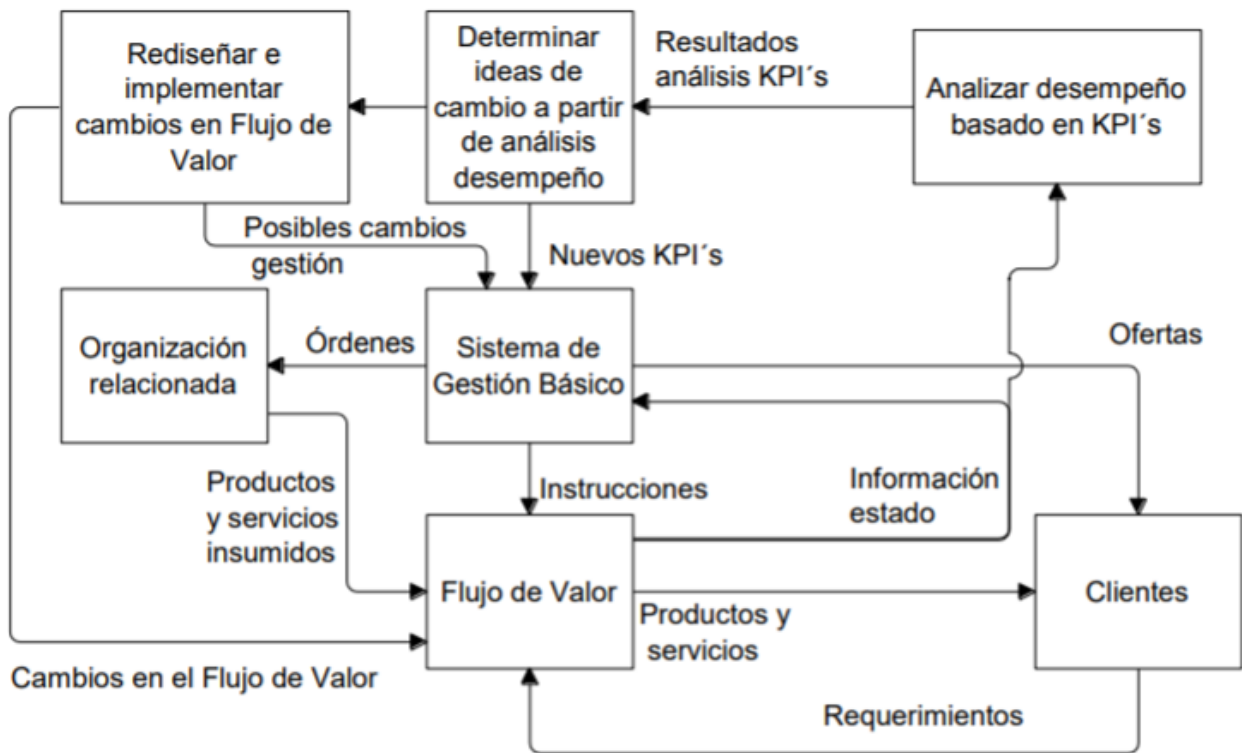 Rediseñar e
implementar
cambios en Flujo de
Valor
Determinar
ideas de
cambio a partir
de análisis
desempeño
Resultados
análisis KPI´s
Analizar desempeño
basado en KPI´s
Posibles cambios
gestión
Nuevos KPI´s
Organización
relacionada
Órdenes
Sistema de
Gestión Básico
Ofertas
Productos
y servicios
insumidos
Instrucciones
Información
estado
Flujo de Valor
Productos y
servicios
Clientes
Cambios en el Flujo de Valor
Requerimientos